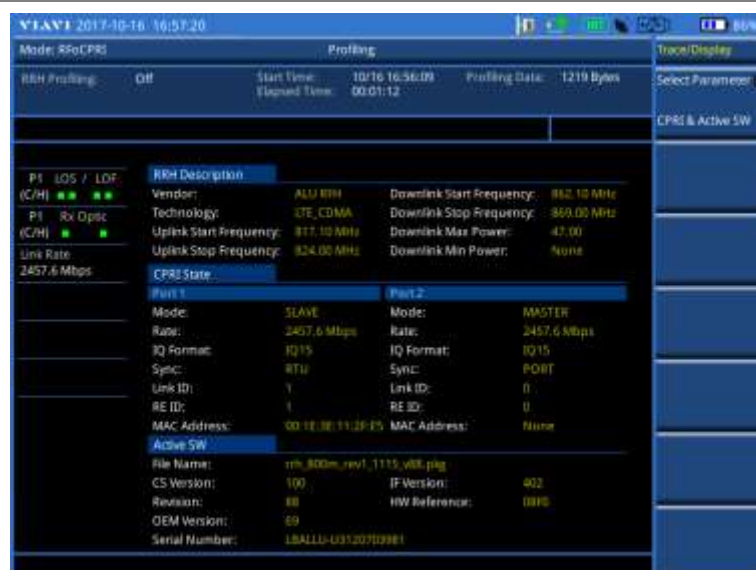 VIAVI 2017-10-16 16:57:20
Mode: RFoCPRI Profiling Trace/Display
RRH Profiling: Off Start Time: 10/16 16:56:09 Profiling Data: 1219 Bytes
Elapsed Time: 00:01:12
Select Parameter
CPRI & Active SW
P1 LOS / LOF
(C/H)
P1 Rx Optic
(C/H)
Link Rate
2457.6 Mbps
RRH Description
Vendor: ALU RRH Downlink Start Frequency: 862.10 MHz
Technology: LTE_CDMA Downlink Stop Frequency: 869.00 MHz
Uplink Start Frequency: 817.10 MHz Downlink Max Power: 47.00
Uplink Stop Frequency: 824.00 MHz Downlink Min Power: None
CPRI State
Port 1 Port 2
Mode: SLAVE Mode: MASTER
Rate: 2457.6 Mbps Rate: 2457.6 Mbps
IQ Format: IQ15 IQ Format: IQ15
Sync: RTU Sync: PORT
Link ID: 1 Link ID: 0
RE ID: 1 RE ID: 0
MAC Address: MAC Address: None
Active SW
File Name: rrh_800m_rev1_1115_v88.pkg
CS Version: 100 IF Version: 402
Revision: 88 HW Reference:
OEM Version: 69
Serial Number: